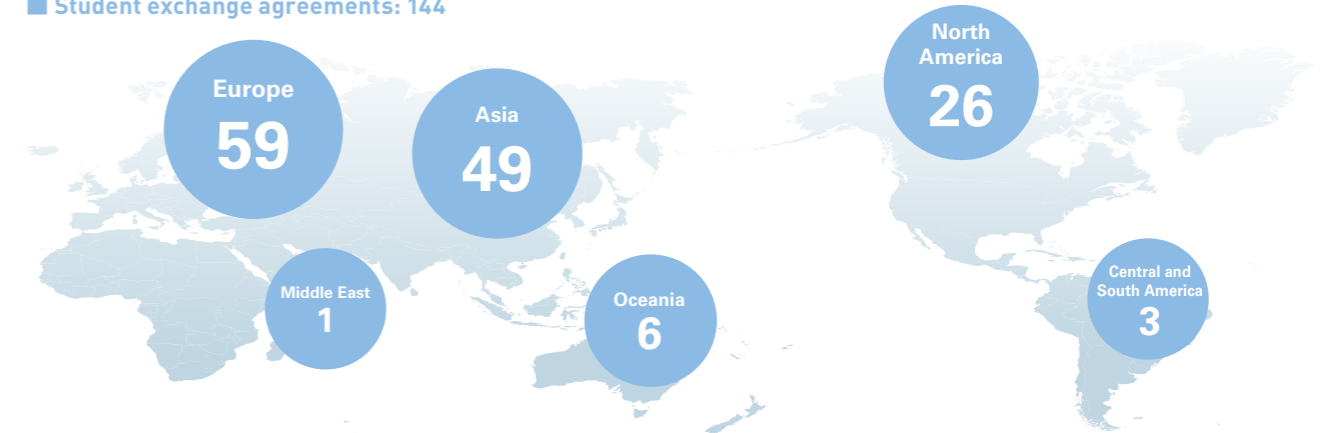 Student exchange agreements: 144
Europe
59
Asia
49
North
America
26
Middle East
1
Oceania
6
Central and
South America
3